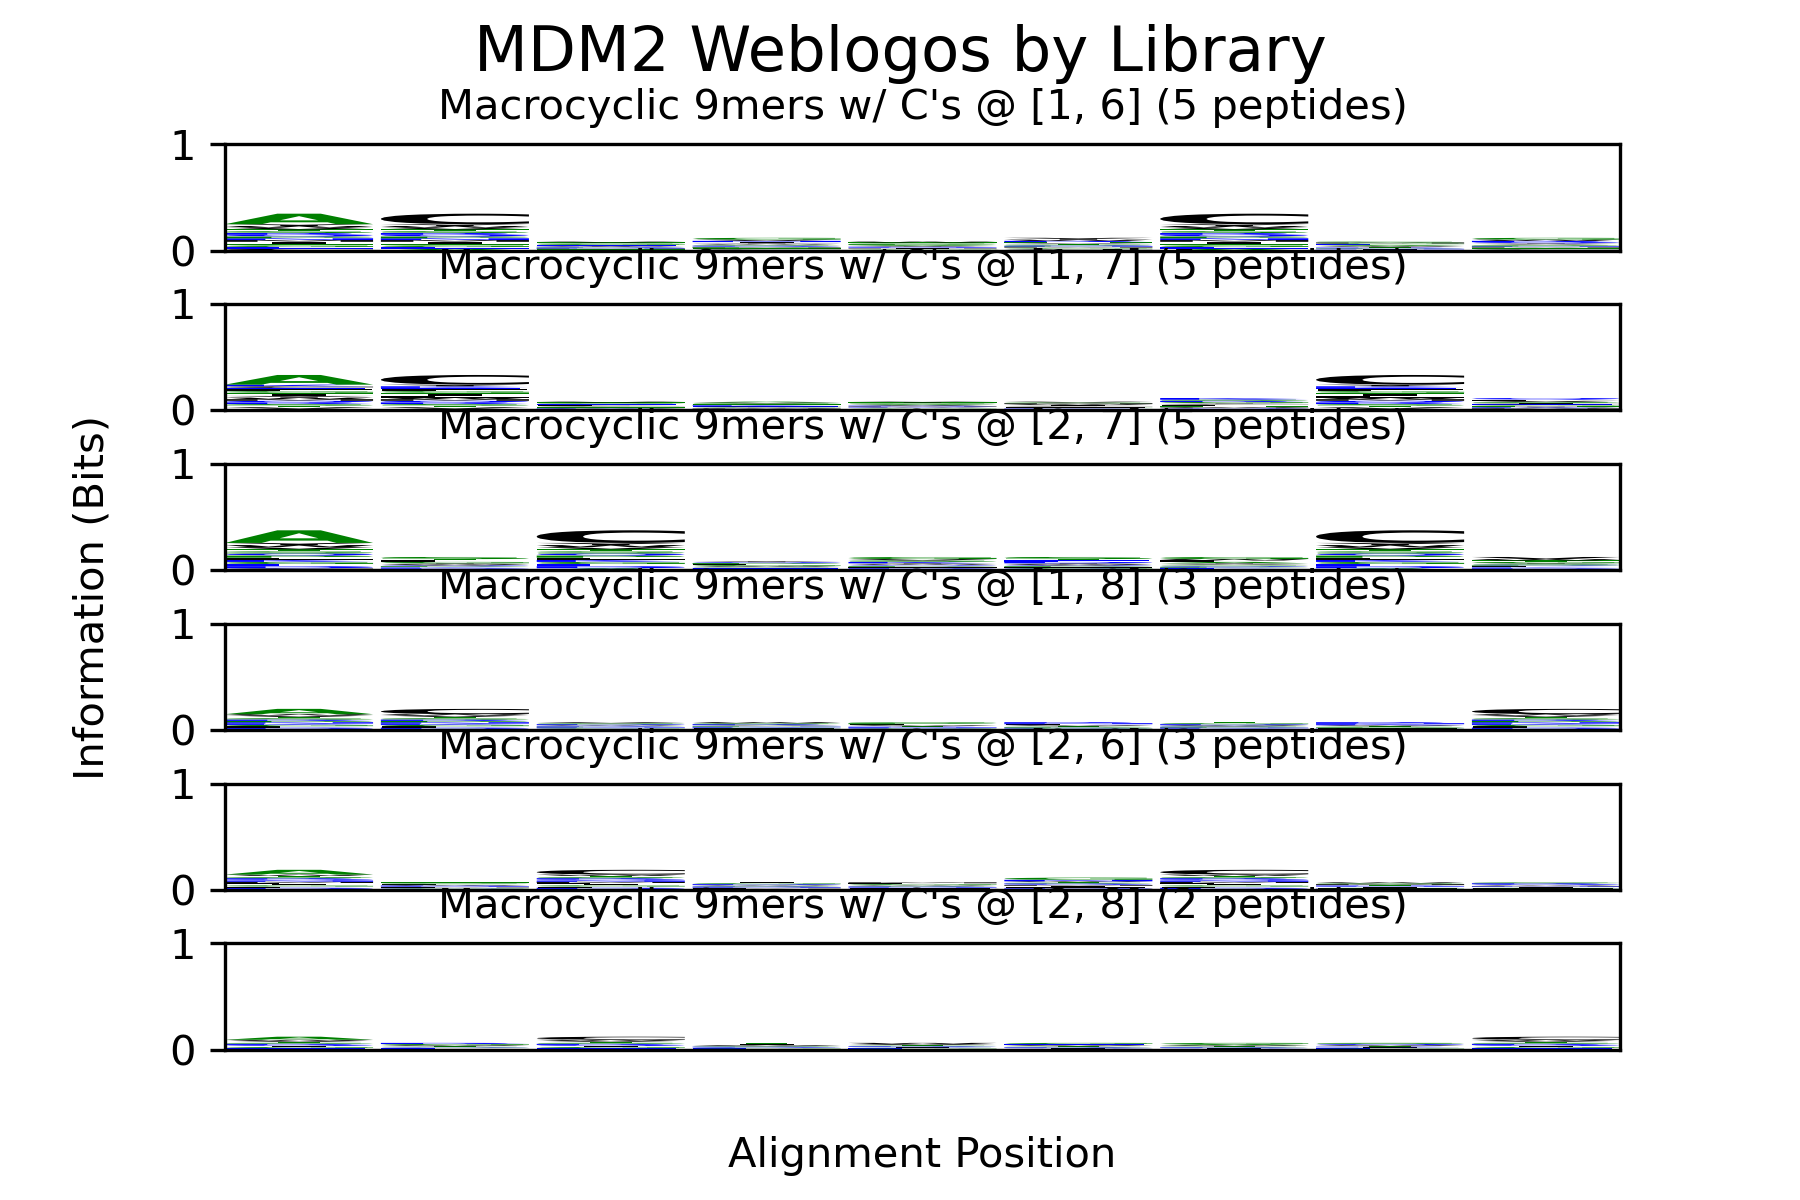 MDM2 Weblogos by Library
Macrocyclic 9mers w/ C's @ [1, 6] (5 peptides)
1
A C C
0
Macrocyclic 9mers w/ C's @ [1, 7] (5 peptides)
1
A C C
0
Macrocyclic 9mers w/ C's @ [2, 7] (5 peptides)
1
A C C
0
Macrocyclic 9mers w/ C's @ [1, 8] (3 peptides)
1
A C C
0
Macrocyclic 9mers w/ C's @ [2, 6] (3 peptides)
1
A C C
0
Macrocyclic 9mers w/ C's @ [2, 8] (2 peptides)
1
0
Information (Bits)
Alignment Position